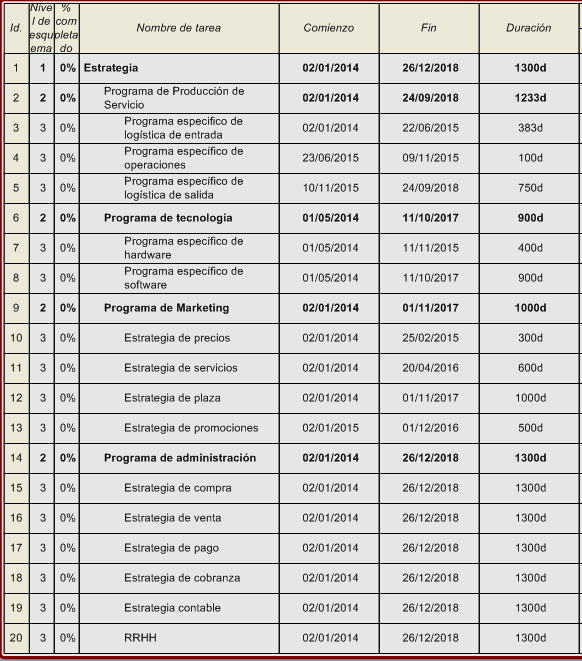 Id. Nivel de esquema % completado Nombre de tarea Comienzo Fin Duración
1 1 0% Estrategia 02/01/2014 26/12/2018 1300d
2 2 0% Programa de Producción de Servicio 02/01/2014 24/09/2018 1233d
3 3 0% Programa especifico de logística de entrada 02/01/2014 22/06/2015 383d
4 3 0% Programa específico de operaciones 23/06/2015 09/11/2015 100d
5 3 0% Programa específico de logística de salida 10/11/2015 24/09/2018 750d
6 2 0% Programa de tecnología 01/05/2014 11/10/2017 900d
7 3 0% Programa específico de hardware 01/05/2014 11/11/2015 400d
8 3 0% Programa específico de software 01/05/2014 11/10/2017 900d
9 2 0% Programa de Marketing 02/01/2014 01/11/2017 1000d
10 3 0% Estrategia de precios 02/01/2014 25/02/2015 300d
11 3 0% Estrategia de servicios 02/01/2014 20/04/2016 600d
12 3 0% Estrategia de plaza 02/01/2014 01/11/2017 1000d
13 3 0% Estrategia de promociones 02/01/2015 01/12/2016 500d
14 2 0% Programa de administración 02/01/2014 26/12/2018 1300d
15 3 0% Estrategia de compra 02/01/2014 26/12/2018 1300d
16 3 0% Estrategia de venta 02/01/2014 26/12/2018 1300d
17 3 0% Estrategia de pago 02/01/2014 26/12/2018 1300d
18 3 0% Estrategia de cobranza 02/01/2014 26/12/2018 1300d
19 3 0% Estrategia contable 02/01/2014 26/12/2018 1300d
20 3 0% RRHH 02/01/2014 26/12/2018 1300d